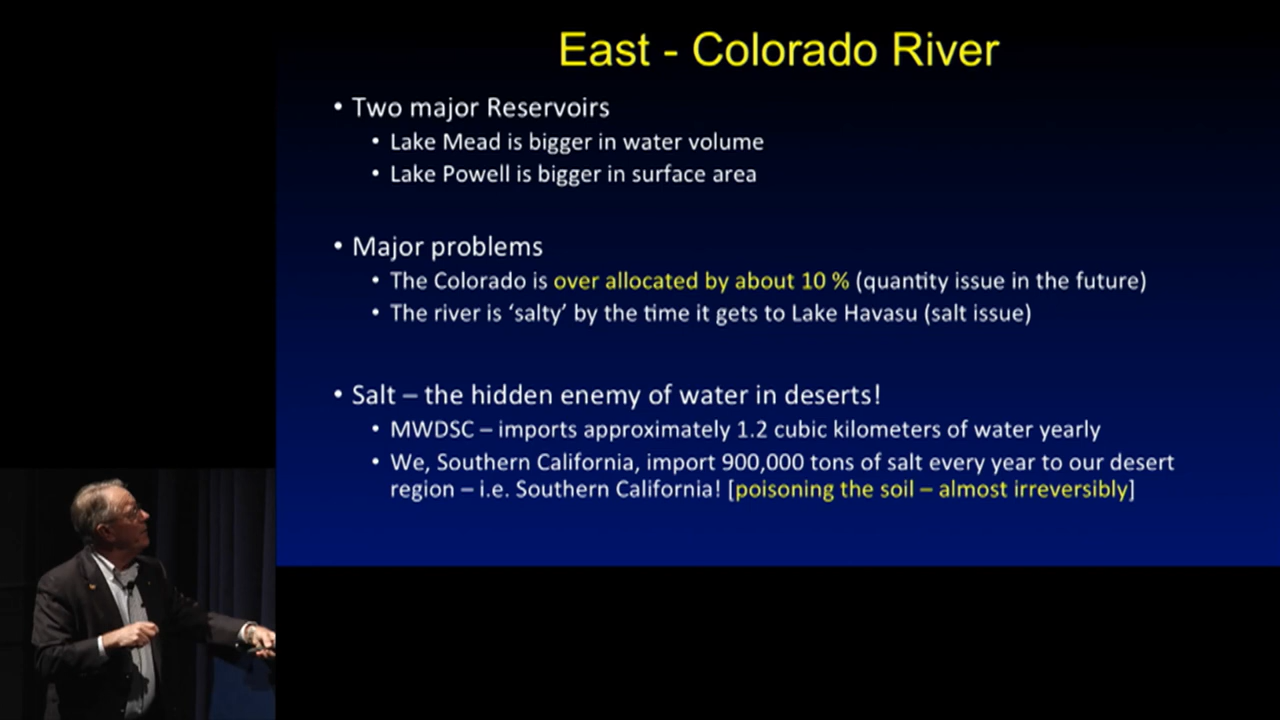 East - Colorado River
• Two major Reservoirs
• Lake Mead is bigger in water volume
• Lake Powell is bigger in surface area
• Major problems
• The Colorado is over allocated by about 10 % (quantity issue in the future)
• The river is ‘salty’ by the time it gets to Lake Havasu (salt issue)
• Salt – the hidden enemy of water in deserts!
• MWDSC – imports approximately 1.2 cubic kilometers of water yearly
• We, Southern California, import 900,000 tons of salt every year to our desert
region – i.e. Southern California! [poisoning the soil – almost irreversibly]